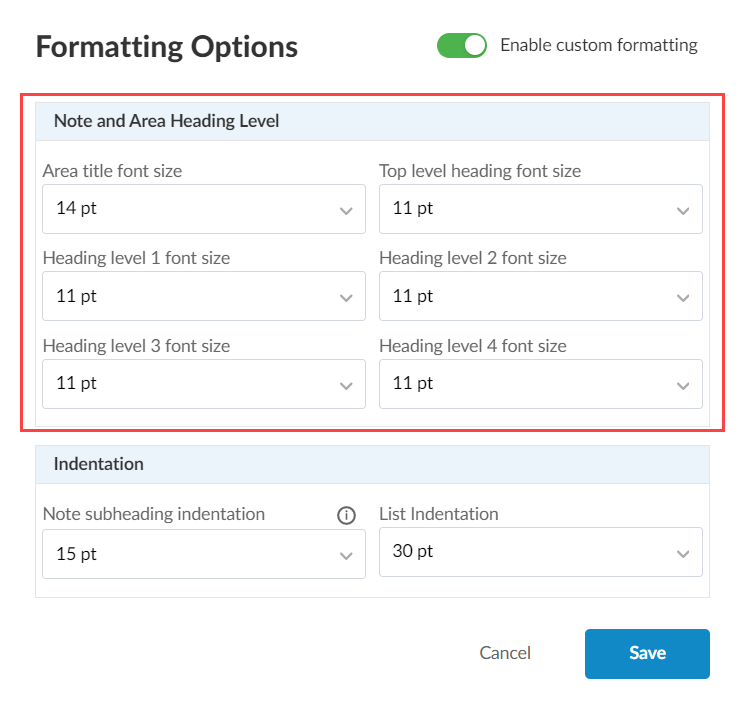 Formatting Options
Enable custom formatting
Note and Area Heading Level
Area title font size
Top level heading font size
14 pt
11 pt
Heading level 1 font size
Heading level 2 font size
11 pt
11 pt
Heading level 3 font size
Heading level 4 font size
11 pt
11 pt
Indentation
Note subheading indentation
List Indentation
15 pt
30 pt
Cancel
Save